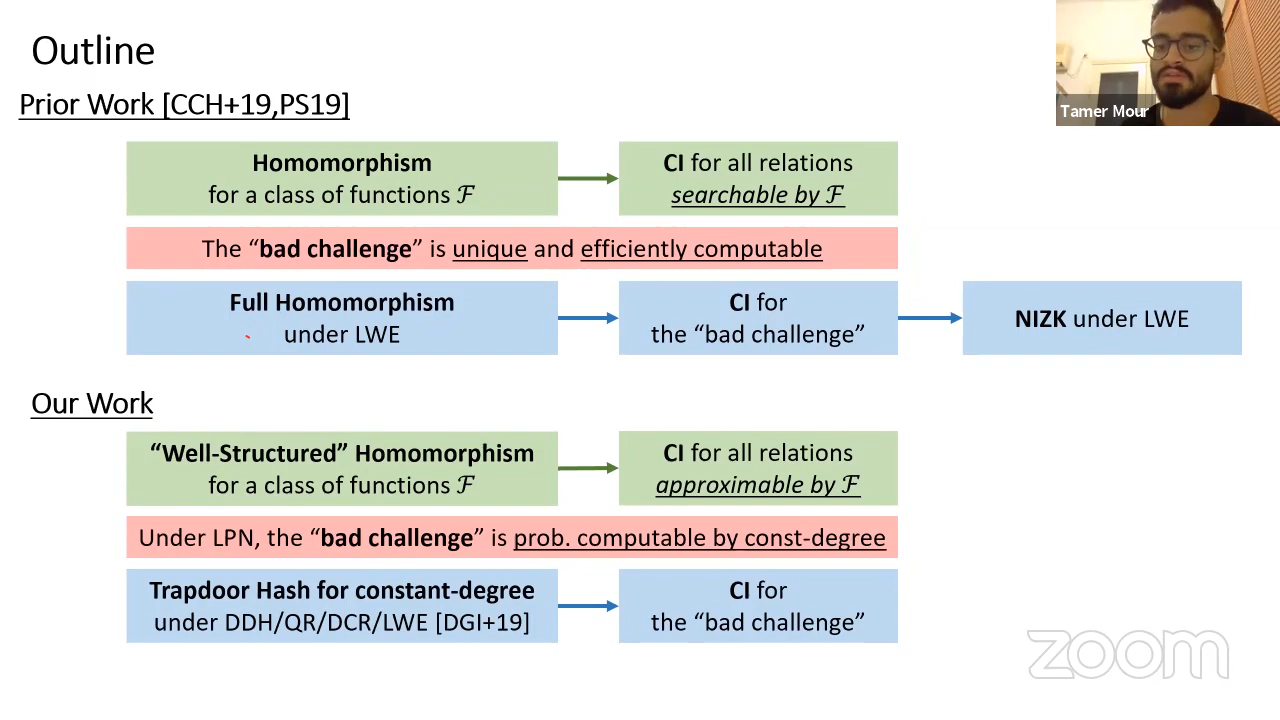 Outline
Prior Work [CCH+19,PS19]
Tamer Mour
Homomorphism
for a class of functions ℱ
CI for all relations
searchable by ℱ
The “bad challenge” is unique and efficiently computable
Full Homomorphism
under LWE
CI for
the “bad challenge”
NIZK under LWE
Our Work
“Well-Structured” Homomorphism
for a class of functions ℱ
CI for all relations
approximable by ℱ
Under LPN, the “bad challenge” is prob. computable by const-degree
Trapdoor Hash for constant-degree
under DDH/QR/DCR/LWE [DGI+19]
CI for
the “bad challenge”
zoom